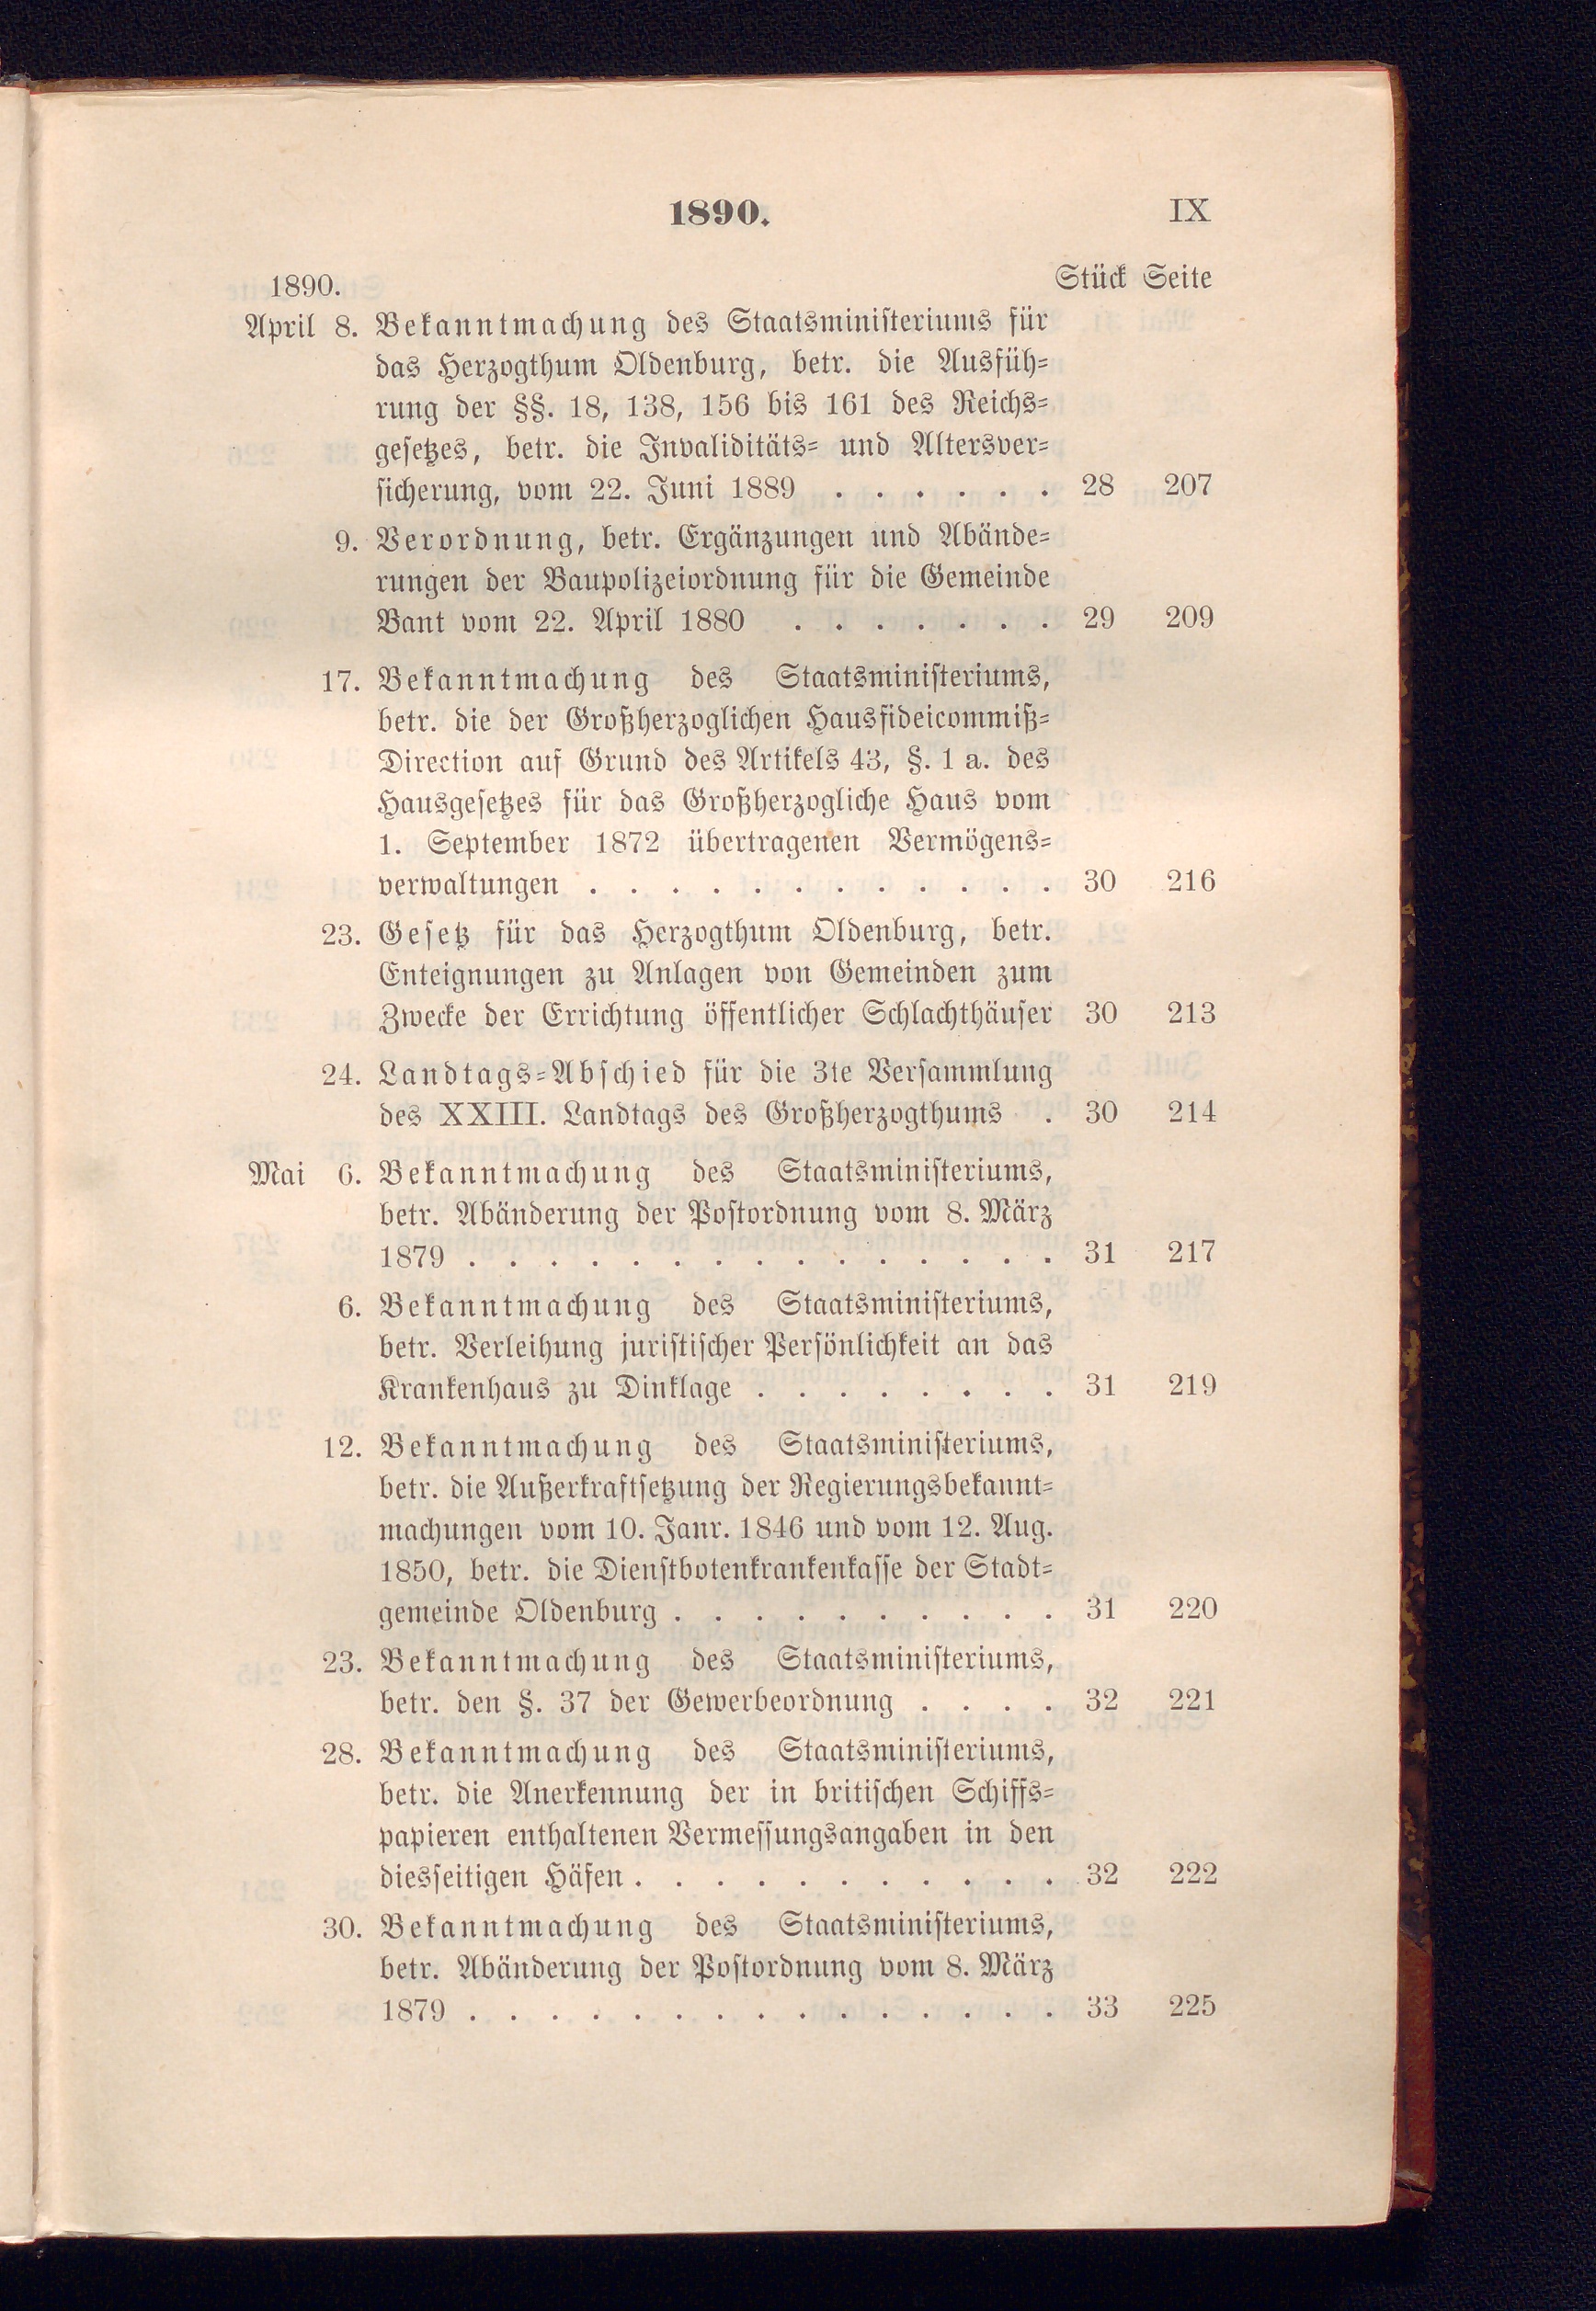 1890. IX
1890. Stück Seite
April 8. Bekanntmachung des Staatsministeriums für
das Herzogthum Oldenburg, betr. die Ausfüh-
rung der §§. 18, 138, 156 bis 161 des Reichs-
gesetzes, betr. die Invaliditäts- und Altersver-
sicherung, vom 22. Juni 1889 . . . . . . 28 207
9. Verordnung, betr. Ergänzungen und Abände-
rungen der Baupolizeiordnung für die Gemeinde
Bant vom 22. April 1880 . . . . . . . 29 209
17. Bekanntmachung des Staatsministeriums,
betr. die der Großherzoglichen Hausfideicommiß-
Direction auf Grund des Artikels 43, §. 1 a. des
Hausgesetzes für das Großherzogliche Haus vom
1. September 1872 übertragenen Vermögens-
verwaltungen . . . . . . . . . . . . 30 216
23. Gesetz für das Herzogthum Oldenburg, betr.
Enteignungen zu Anlagen von Gemeinden zum
Zwecke der Errichtung öffentlicher Schlachthäuser 30 213
24. Landtags-Abschied für die 3te Versammlung
des XXIII. Landtags des Großherzogthums . 30 214
Mai 6. Bekanntmachung des Staatsministeriums,
betr. Abänderung der Postordnung vom 8. März
1879 . . . . . . . . . . . . . . . 31 217
6. Bekanntmachung des Staatsministeriums,
betr. Verleihung juristischer Persönlichkeit an das
Krankenhaus zu Dinklage . . . . . . . . 31 219
12. Bekanntmachung des Staatsministeriums,
betr. die Außerkraftsetzung der Regierungsbekannt-
machungen vom 10. Janr. 1846 und vom 12. Aug.
1850, betr. die Dienstbotenkrankenkasse der Stadt-
gemeinde Oldenburg . . . . . . . . . . 31 220
23. Bekanntmachung des Staatsministeriums,
betr. den §. 37 der Gewerbeordnung . . . . 32 221
28. Bekanntmachung des Staatsministeriums,
betr. die Anerkennung der in britischen Schiffs-
papieren enthaltenen Vermessungsangaben in den
diesseitigen Häfen . . . . . . . . . . . 32 222
30. Bekanntmachung des Staatsministeriums,
betr. Abänderung der Postordnung vom 8. März
1879 . . . . . . . . . . . . . . . 33 225